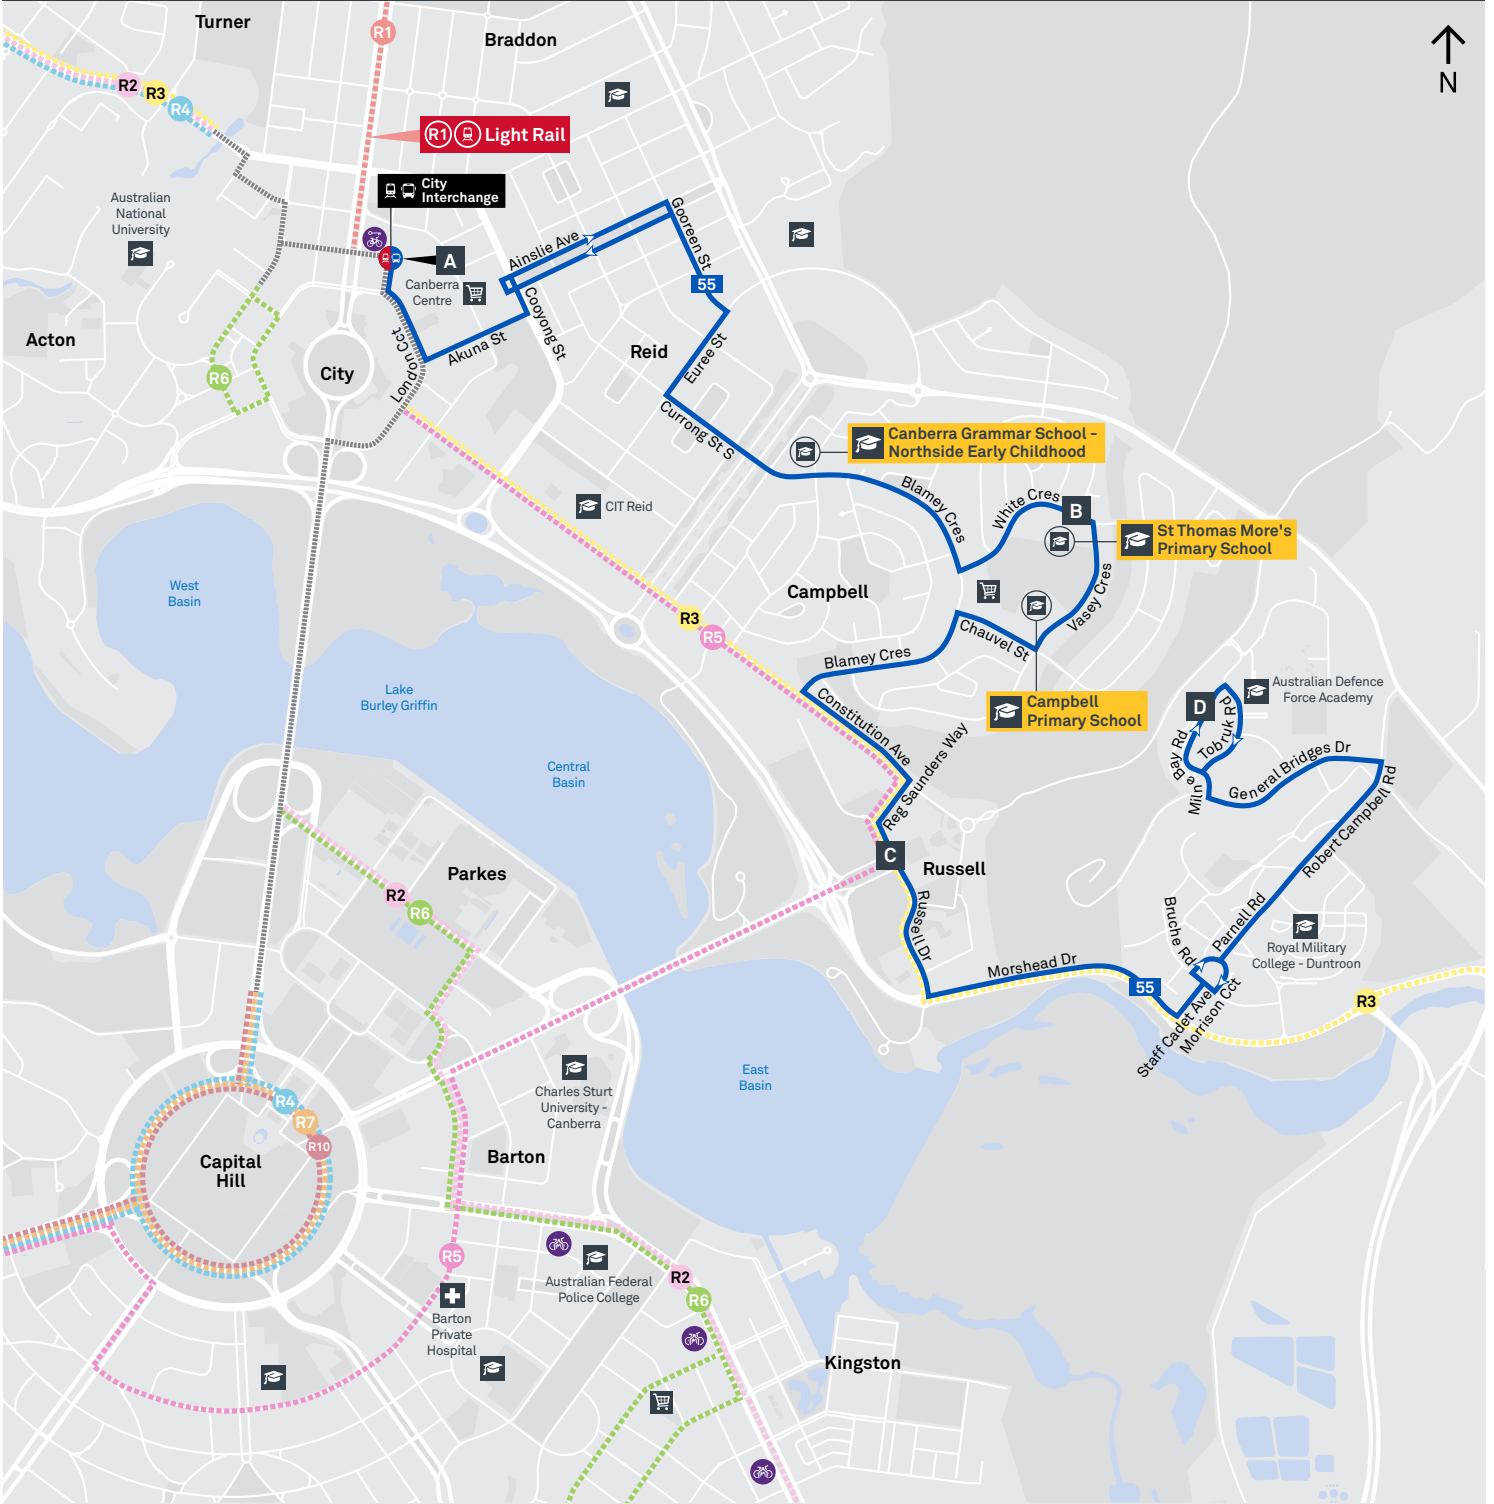 Turner
Braddon
R1
N
R2
R3
R4
R1 Light Rail
City
Interchange
Australian
National
University
A
Ainslie Ave
Gooreen St
55
Canberra
Centre
Cooyong St
London Cct
Akuna St
Reid
Euree St
Acton
City
R6
Currong St S
Canberra Grammar School -
Northside Early Childhood
CIT Reid
Blamey Cres
White Cres
B
St Thomas More's
Primary School
West
Basin
Campbell
Vasey Cres
Chauvel St
R3
R5
Blamey Cres
Lake
Burley Griffin
Constitution Ave
Campbell
Primary School
Australian Defence
Force Academy
D
Tobruk Rd
Milne Bay Rd
General Bridges Dr
Central
Basin
Reg Saunders Way
Robert Campbell Rd
C
Russell
Parkes
R2
R6
Russell Dr
Bruche Rd
Parnell Rd
Royal Military
College - Duntroon
Morshead Dr
55
R3
Staff Cadet Ave
Morrison Cct
East
Basin
Charles Sturt
University -
Canberra
R4
R7
R10
Capital
Hill
Barton
R5
R2
R6
Australian Federal
Police College
Barton
Private
Hospital
Kingston